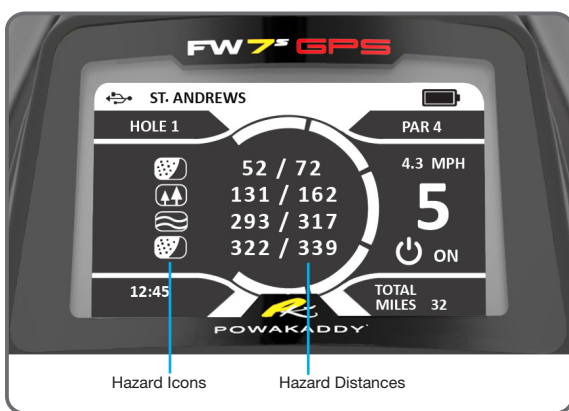 FW7s GPS
ST. ANDREWS
HOLE 1
PAR 4
52 / 72
131 / 162
293 / 317
322 / 339
4.3 MPH
5
ON
12:45
TOTAL
MILES 32
POWAKADDY
Hazard Icons
Hazard Distances